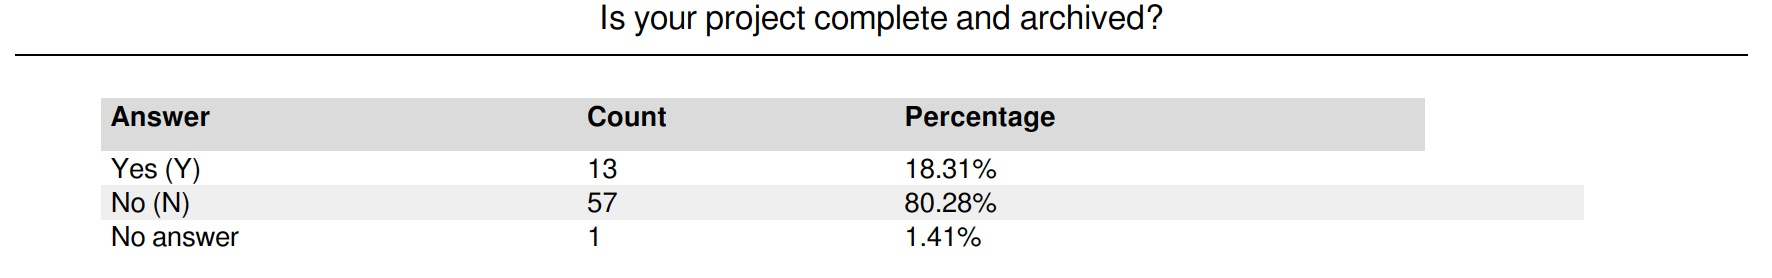 Is your project complete and archived?
Answer Count Percentage
Yes (Y) 13 18.31%
No (N) 57 80.28%
No answer 1 1.41%